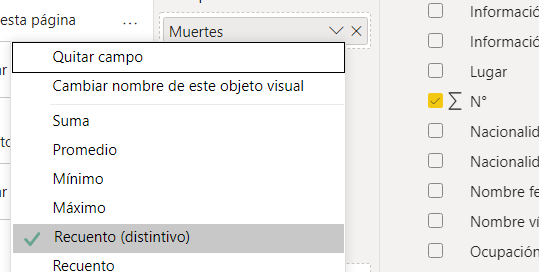 esta página
...
Muertes
Quitar campo
Cambiar nombre de este objeto visual
Suma
Promedio
Mínimo
Máximo
Recuento (distintivo)
Recuento
Informació
Informació
Lugar
N°
Nacionalid
Nacionalid
Nombre fe
Nombre ví
Ocupación